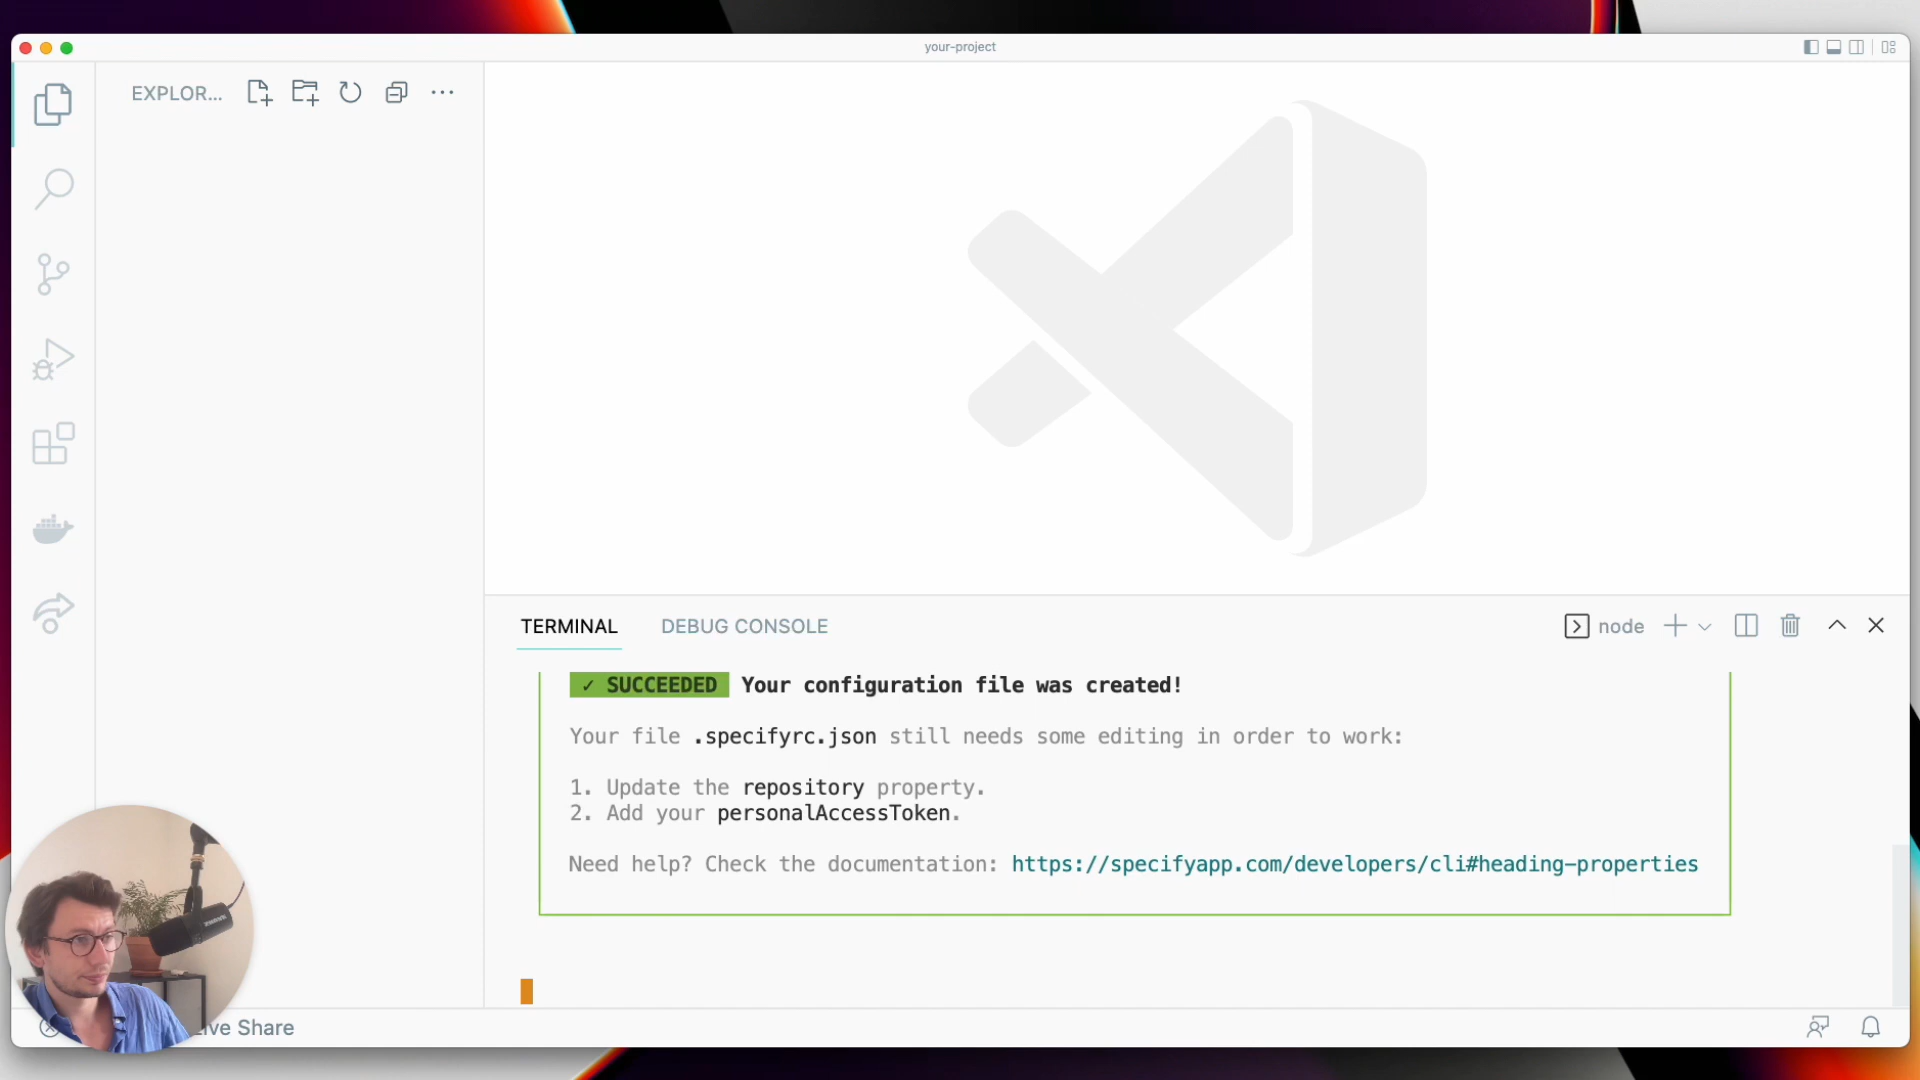 your-project
EXPLOR...
TERMINAL
DEBUG CONSOLE
node
✓ SUCCEEDED Your configuration file was created!
Your file .specifyrc.json still needs some editing in order to work:
1. Update the repository property.
2. Add your personalAccessToken.
Need help? Check the documentation: https://specifyapp.com/developers/cli#heading-properties
ive Share